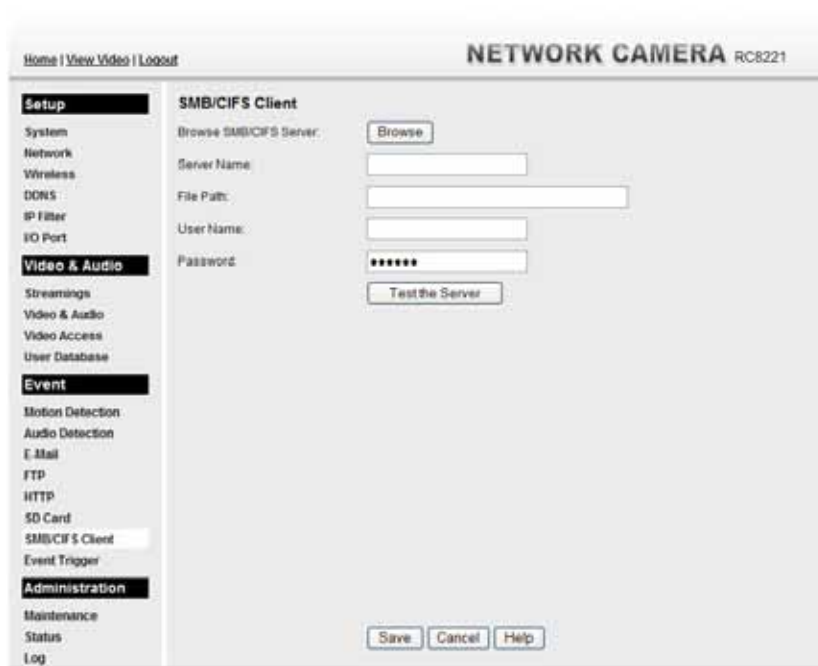 Home | View Video | Logout
NETWORK CAMERA RC8221
Setup
System
Network
Wireless
DDNS
IP Filter
I/O Port
Video & Audio
Streamings
Video & Audio
Video Access
User Database
Event
Motion Detection
Audio Detection
E-Mail
FTP
HTTP
SD Card
SMB/CIFS Client
Event Trigger
Administration
Maintenance
Status
Log
SMB/CIFS Client
Browse SMB/CIFS Server:
Browse
Server Name:
File Path:
User Name:
Password:
••••••
Test the Server
Save
Cancel
Help